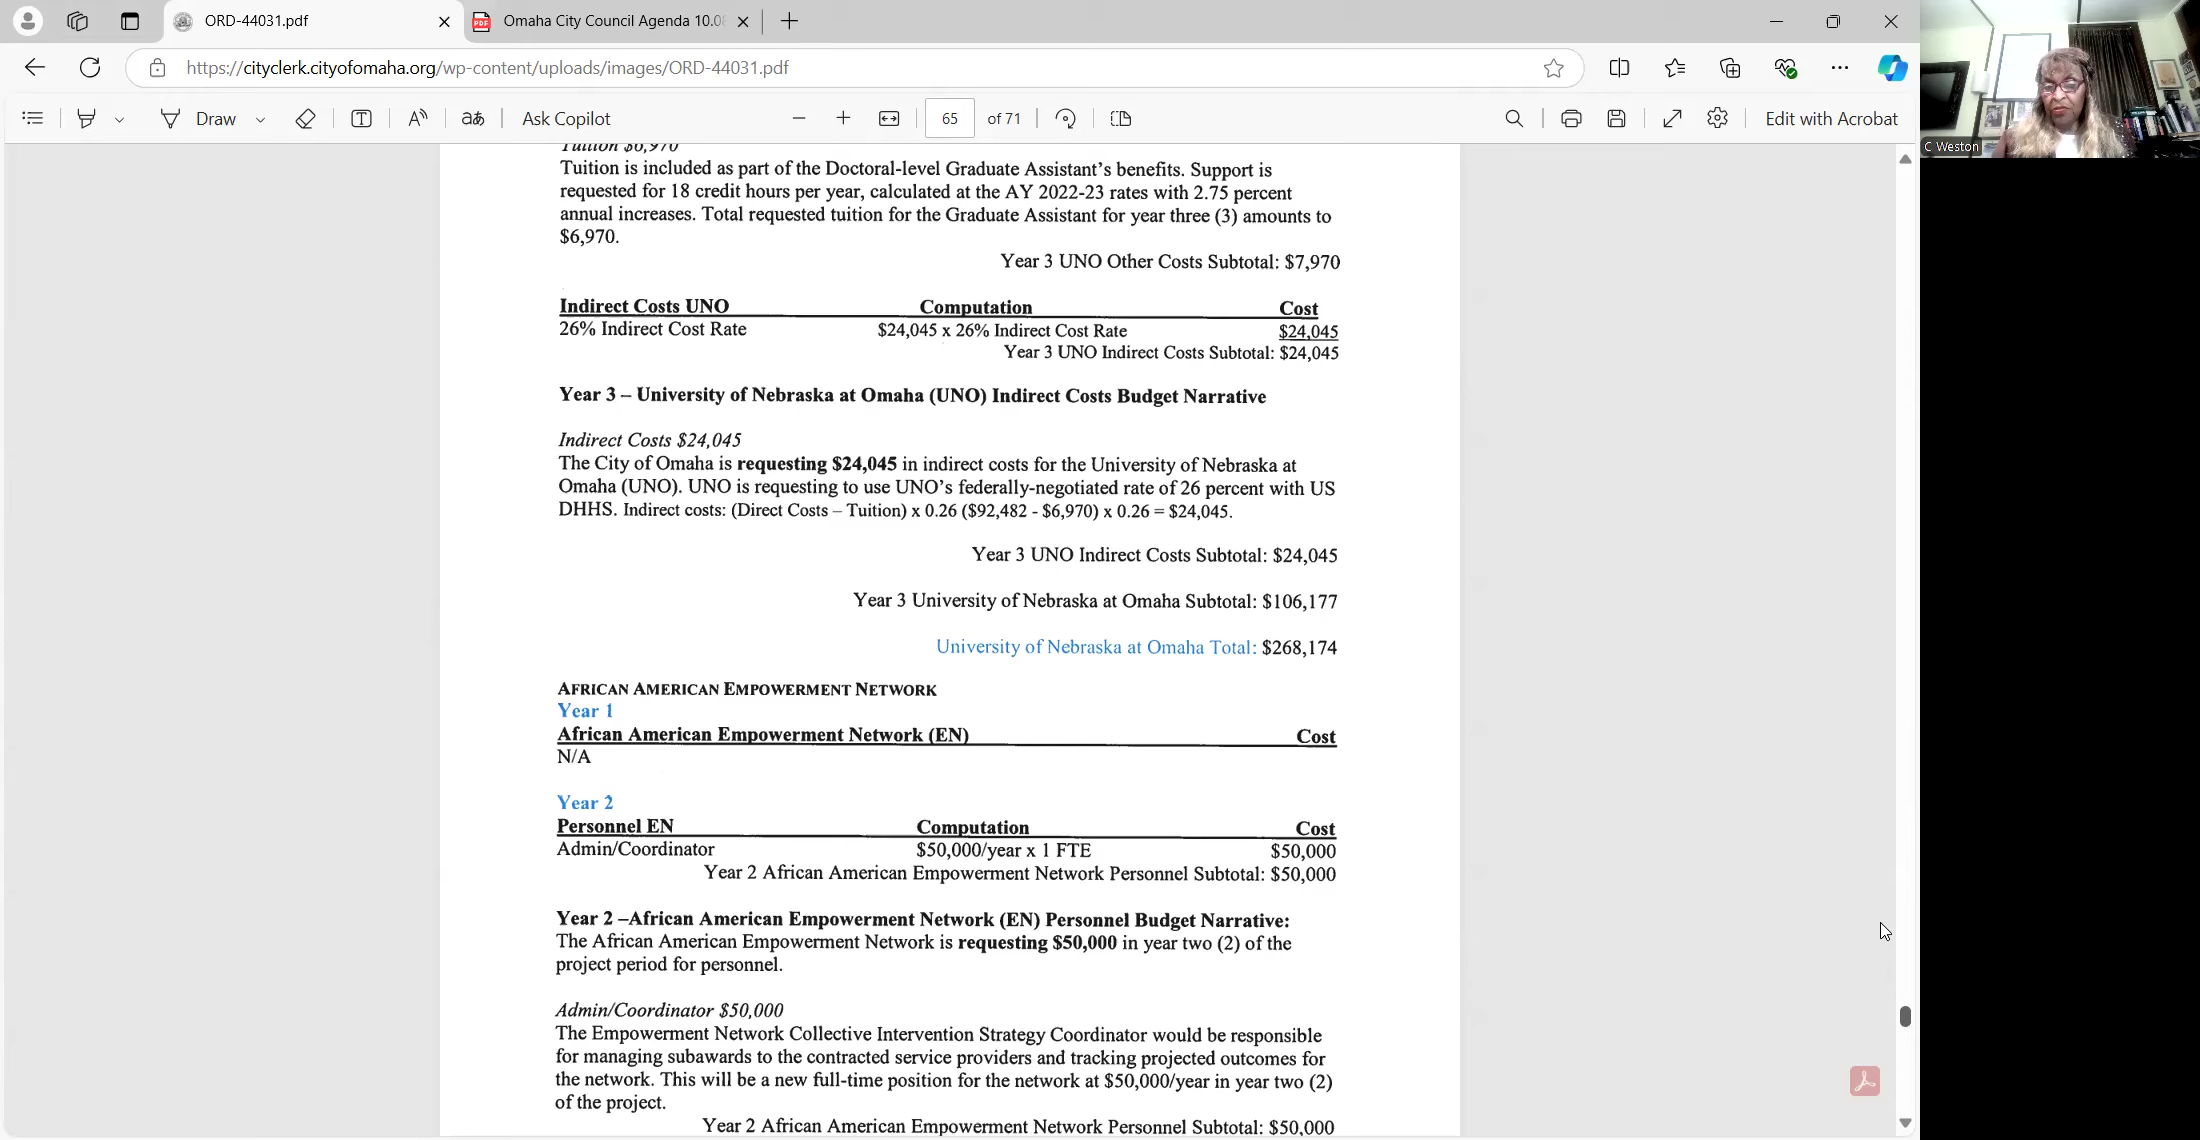 ORD-44031.pdf
Omaha City Council Agenda 10.08
https://cityclerk.cityofomaha.org/wp-content/uploads/images/ORD-44031.pdf
Draw
Ask Copilot
65 of 71
Edit with Acrobat
C Weston
Tuition $6,970
Tuition is included as part of the Doctoral-level Graduate Assistant's benefits. Support is
requested for 18 credit hours per year, calculated at the AY 2022-23 rates with 2.75 percent
annual increases. Total requested tuition for the Graduate Assistant for year three (3) amounts to
$6,970.
Year 3 UNO Other Costs Subtotal: $7,970
Indirect Costs UNO Computation Cost
26% Indirect Cost Rate $24,045 x 26% Indirect Cost Rate $24,045
Year 3 UNO Indirect Costs Subtotal: $24,045
Year 3 – University of Nebraska at Omaha (UNO) Indirect Costs Budget Narrative
Indirect Costs $24,045
The City of Omaha is requesting $24,045 in indirect costs for the University of Nebraska at
Omaha (UNO). UNO is requesting to use UNO's federally-negotiated rate of 26 percent with US
DHHS. Indirect costs: (Direct Costs – Tuition) x 0.26 ($92,482 - $6,970) x 0.26 = $24,045.
Year 3 UNO Indirect Costs Subtotal: $24,045
Year 3 University of Nebraska at Omaha Subtotal: $106,177
University of Nebraska at Omaha Total: $268,174
AFRICAN AMERICAN EMPOWERMENT NETWORK
Year 1
African American Empowerment Network (EN) Cost
N/A
Year 2
Personnel EN Computation Cost
Admin/Coordinator $50,000/year x 1 FTE $50,000
Year 2 African American Empowerment Network Personnel Subtotal: $50,000
Year 2 –African American Empowerment Network (EN) Personnel Budget Narrative:
The African American Empowerment Network is requesting $50,000 in year two (2) of the
project period for personnel.
Admin/Coordinator $50,000
The Empowerment Network Collective Intervention Strategy Coordinator would be responsible
for managing subawards to the contracted service providers and tracking projected outcomes for
the network. This will be a new full-time position for the network at $50,000/year in year two (2)
of the project.
Year 2 African American Empowerment Network Personnel Subtotal: $50,000